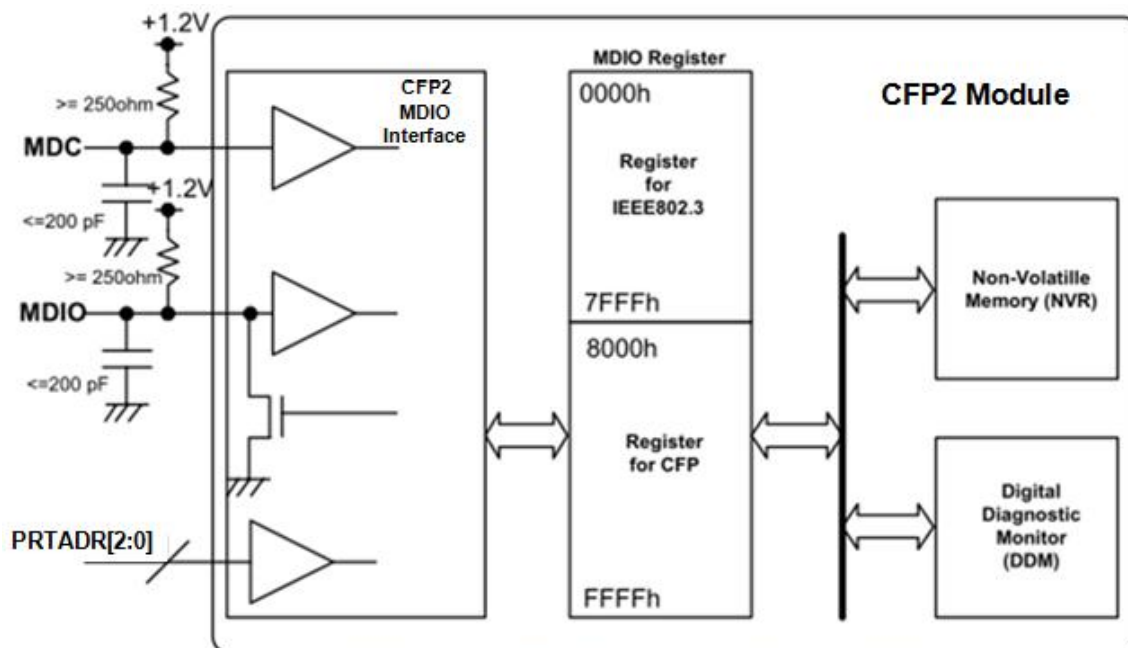 +1.2V
>= 250ohm
MDC
<=200 pF
+1.2V
>= 250ohm
MDIO
<=200 pF
PRTADR[2:0]
CFP2
MDIO
Interface
MDIO Register
0000h
Register
for
IEEE802.3
7FFFh
8000h
Register
for CFP
FFFFh
CFP2 Module
Non-Volatille
Memory (NVR)
Digital
Diagnostic
Monitor
(DDM)